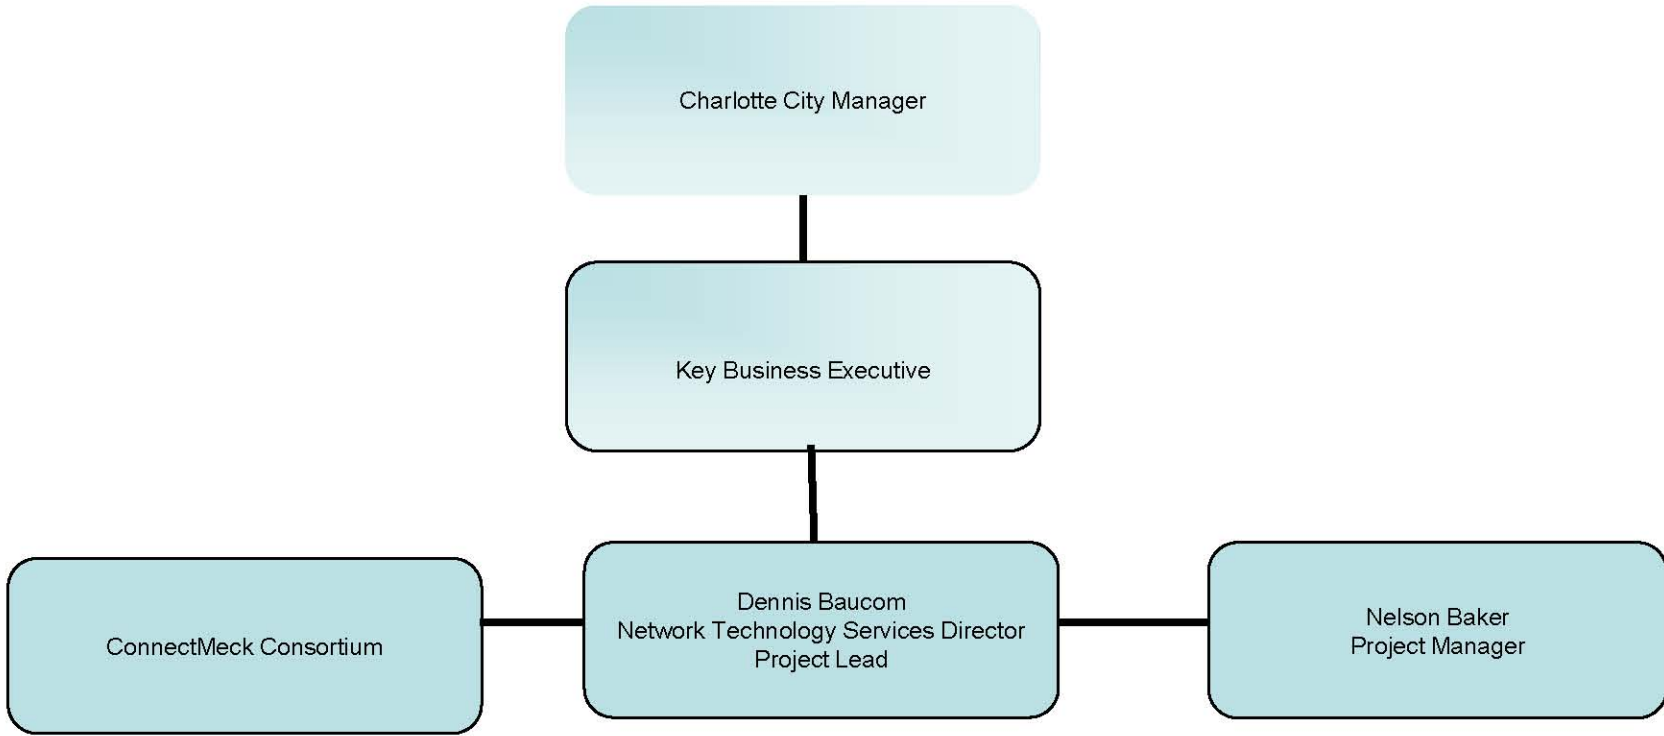 Charlotte City Manager
Key Business Executive
ConnectMeck Consortium
Dennis Baucom
Network Technology Services Director
Project Lead
Nelson Baker
Project Manager